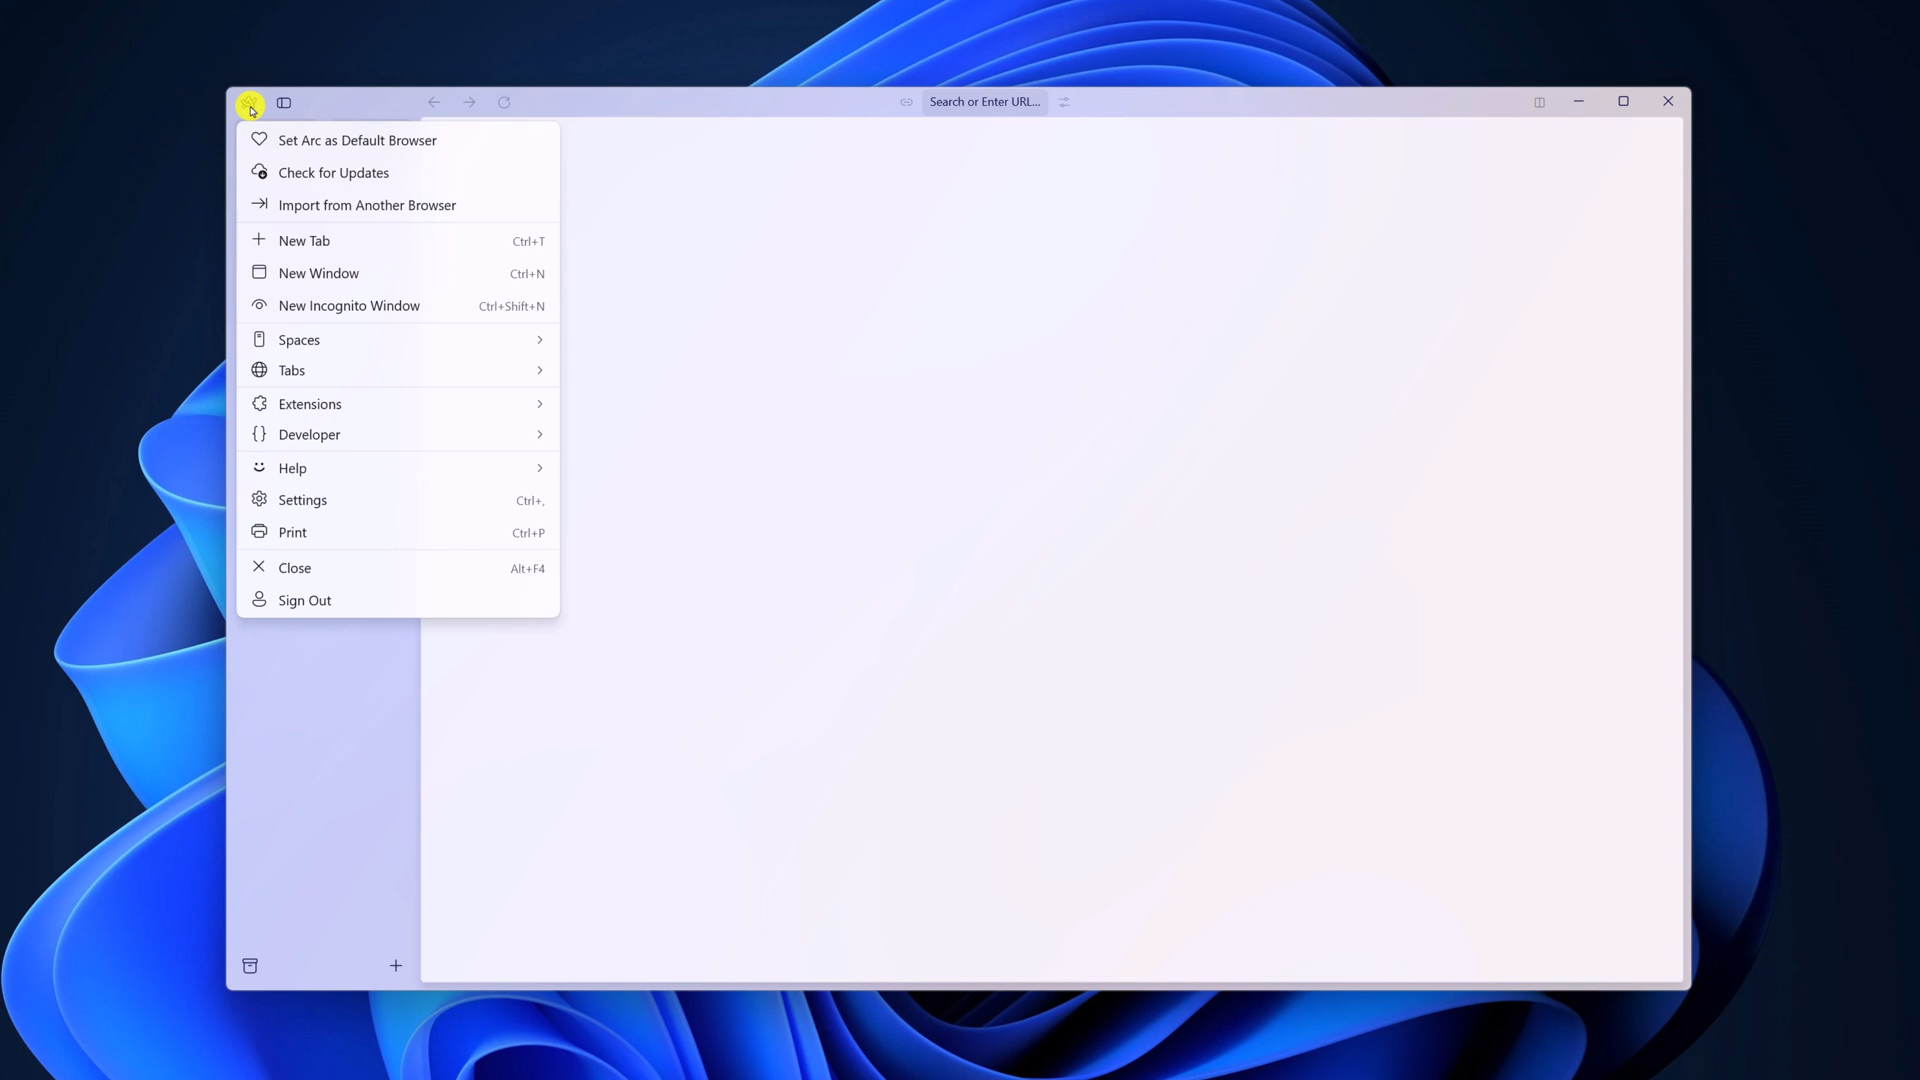 Search or Enter URL...
Set Arc as Default Browser
Check for Updates
Import from Another Browser
New Tab Ctrl+T
New Window Ctrl+N
New Incognito Window Ctrl+Shift+N
Spaces
Tabs
Extensions
Developer
Help
Settings Ctrl+,
Print Ctrl+P
Close Alt+F4
Sign Out